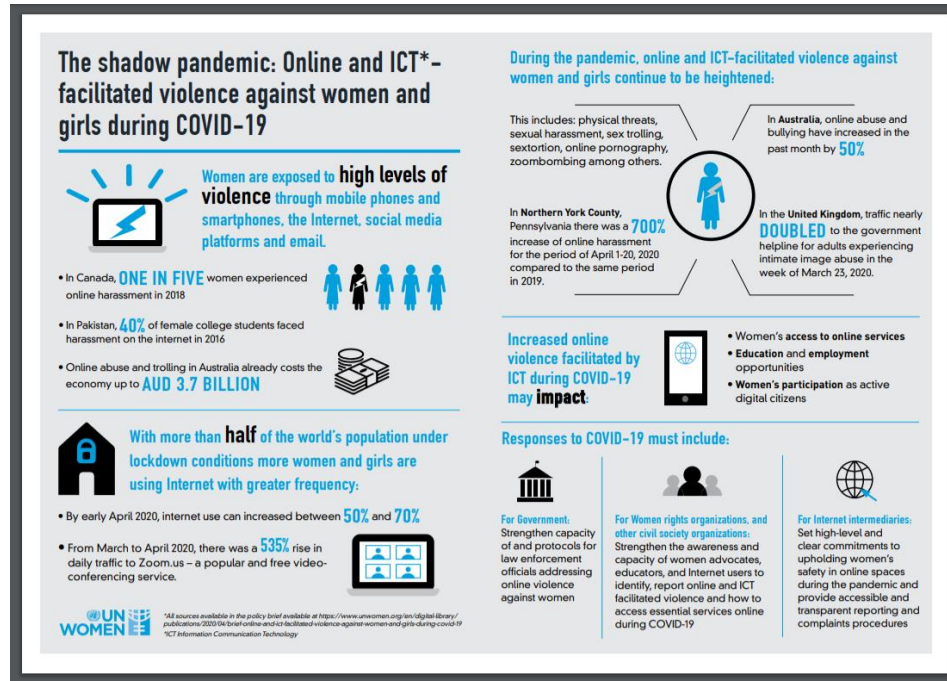 The shadow pandemic: Online and ICT*-
facilitated violence against women and
girls during COVID-19
Women are exposed to high levels of
violence through mobile phones and
smartphones, the Internet, social media
platforms and email.
• In Canada, ONE IN FIVE women experienced
online harassment in 2018
• In Pakistan, 40% of female college students faced
harassment on the internet in 2016
• Online abuse and trolling in Australia already costs the
economy up to AUD 3.7 BILLION
With more than half of the world's population under
lockdown conditions more women and girls are
using Internet with greater frequency:
• By early April 2020, internet use can increased between 50% and 70%
• From March to April 2020, there was a 535% rise in
daily traffic to Zoom.us – a popular and free video-
conferencing service.
UN
WOMEN
*All sources available in the policy brief available at https://www.unwomen.org/en/digital-library/
publications/2020/04/brief-online-and-ict-facilitated-violence-against-women-and-girls-during-covid-19
*ICT Information Communication Technology
During the pandemic, online and ICT-facilitated violence against
women and girls continue to be heightened:
This includes: physical threats,
sexual harassment, sex trolling,
sextortion, online pornography,
zoombombing among others.
In Australia, online abuse and
bullying have increased in the
past month by 50%
In Northern York County,
Pennsylvania there was a 700%
increase of online harassment
for the period of April 1-20, 2020
compared to the same period
in 2019.
In the United Kingdom, traffic nearly
DOUBLED to the government
helpline for adults experiencing
intimate image abuse in the
week of March 23, 2020.
Increased online
violence facilitated by
ICT during COVID-19
may impact:
• Women's access to online services
• Education and employment
opportunities
• Women's participation as active
digital citizens
Responses to COVID-19 must include:
For Government:
Strengthen capacity
of and protocols for
law enforcement
officials addressing
online violence
against women
For Women rights organizations, and
other civil society organizations:
Strengthen the awareness and
capacity of women advocates,
educators, and Internet users to
identify, report online and ICT
facilitated violence and how to
access essential services online
during COVID-19
For Internet intermediaries:
Set high-level and
clear commitments to
upholding women's
safety in online spaces
during the pandemic and
provide accessible and
transparent reporting and
complaints procedures